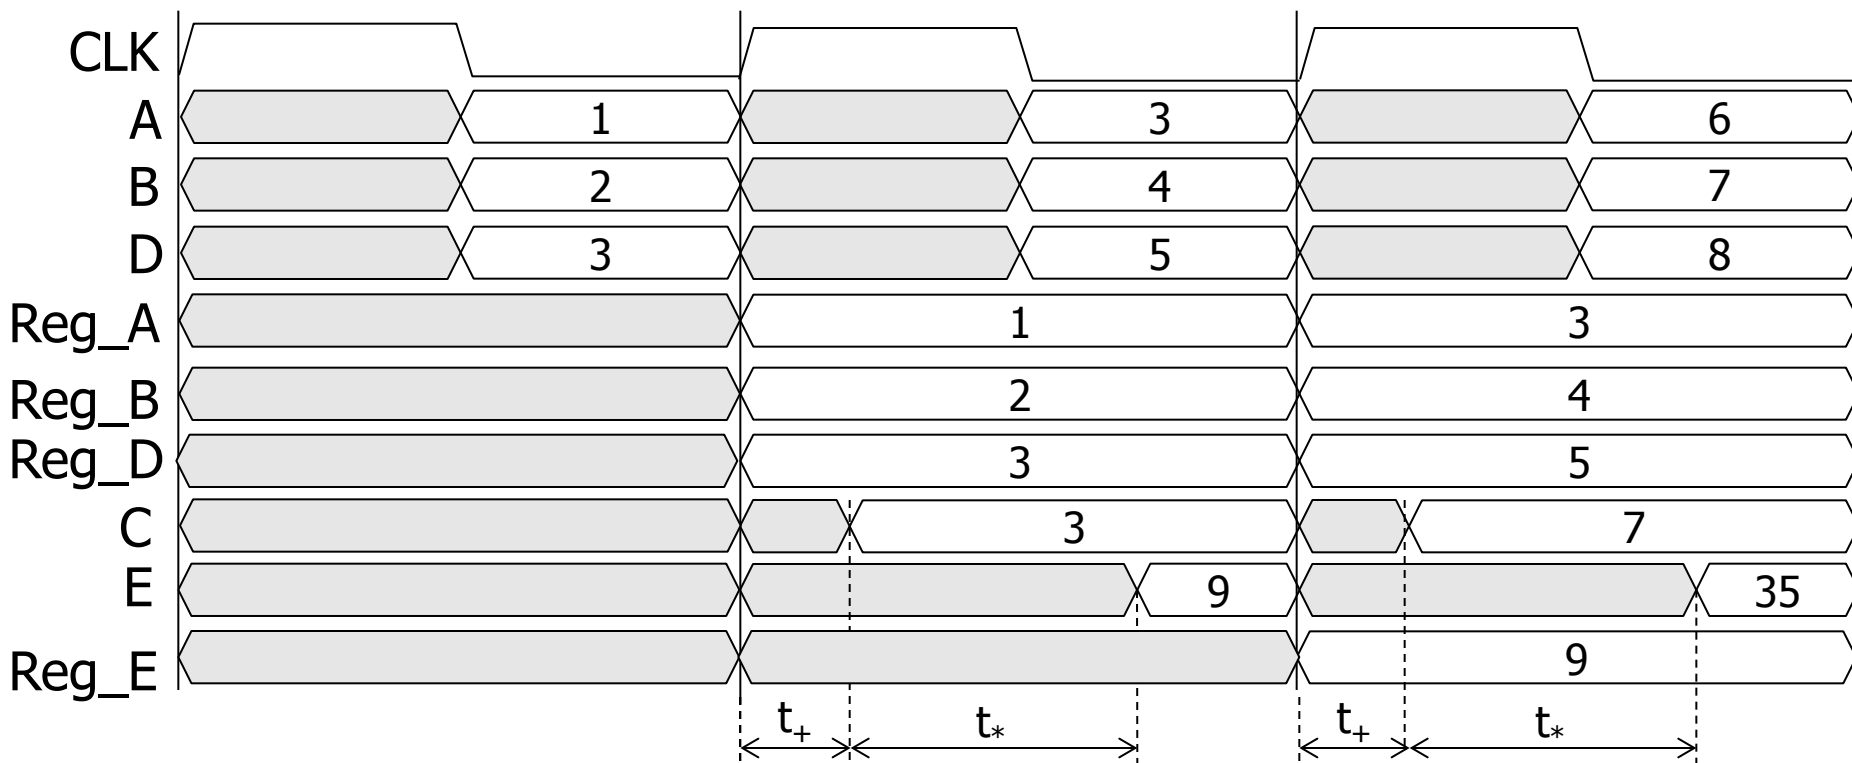 CLK
A 1 3 6
B 2 4 7
D 3 5 8
Reg_A 1 3
Reg_B 2 4
Reg_D 3 5
C 3 7
E 9 35
Reg_E 9
t+ t* t+ t*